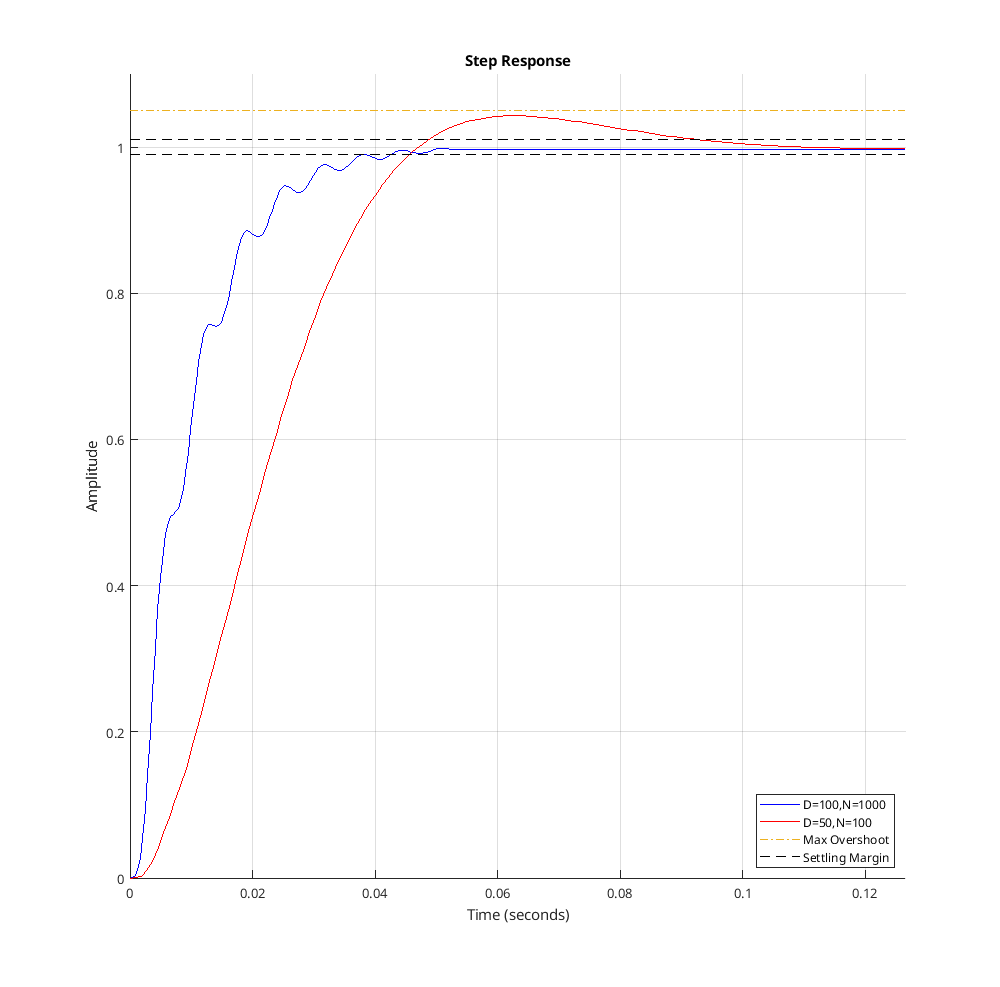 Step Response
Amplitude
1
0.8
0.6
0.4
0.2
0
0 0.02 0.04 0.06 0.08 0.1 0.12
Time (seconds)
D=100,N=1000
D=50,N=100
Max Overshoot
Settling Margin